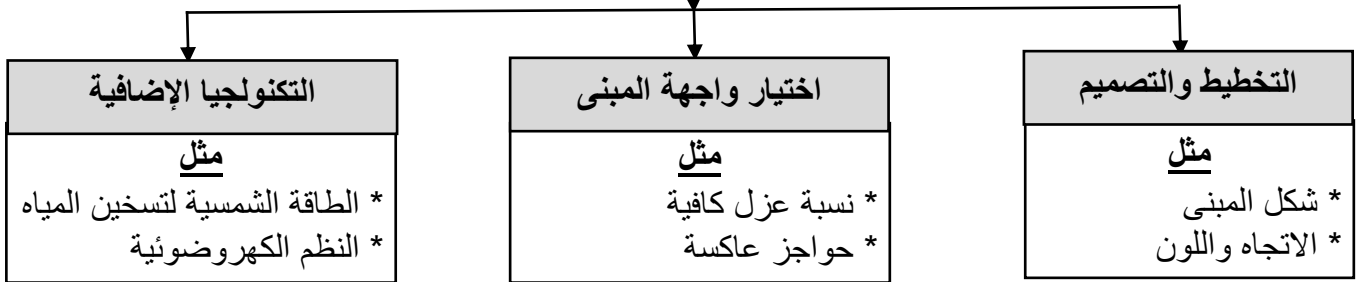 التخطيط والتصميم
مثل
* شكل المبنى
* الاتجاه واللون
اختيار واجهة المبنى
مثل
* نسبة عزل كافية
* حواجز عاكسة
التكنولجيا الإضافية
مثل
* الطاقة الشمسية لتسخين المياه
* النظم الكهروضوئية